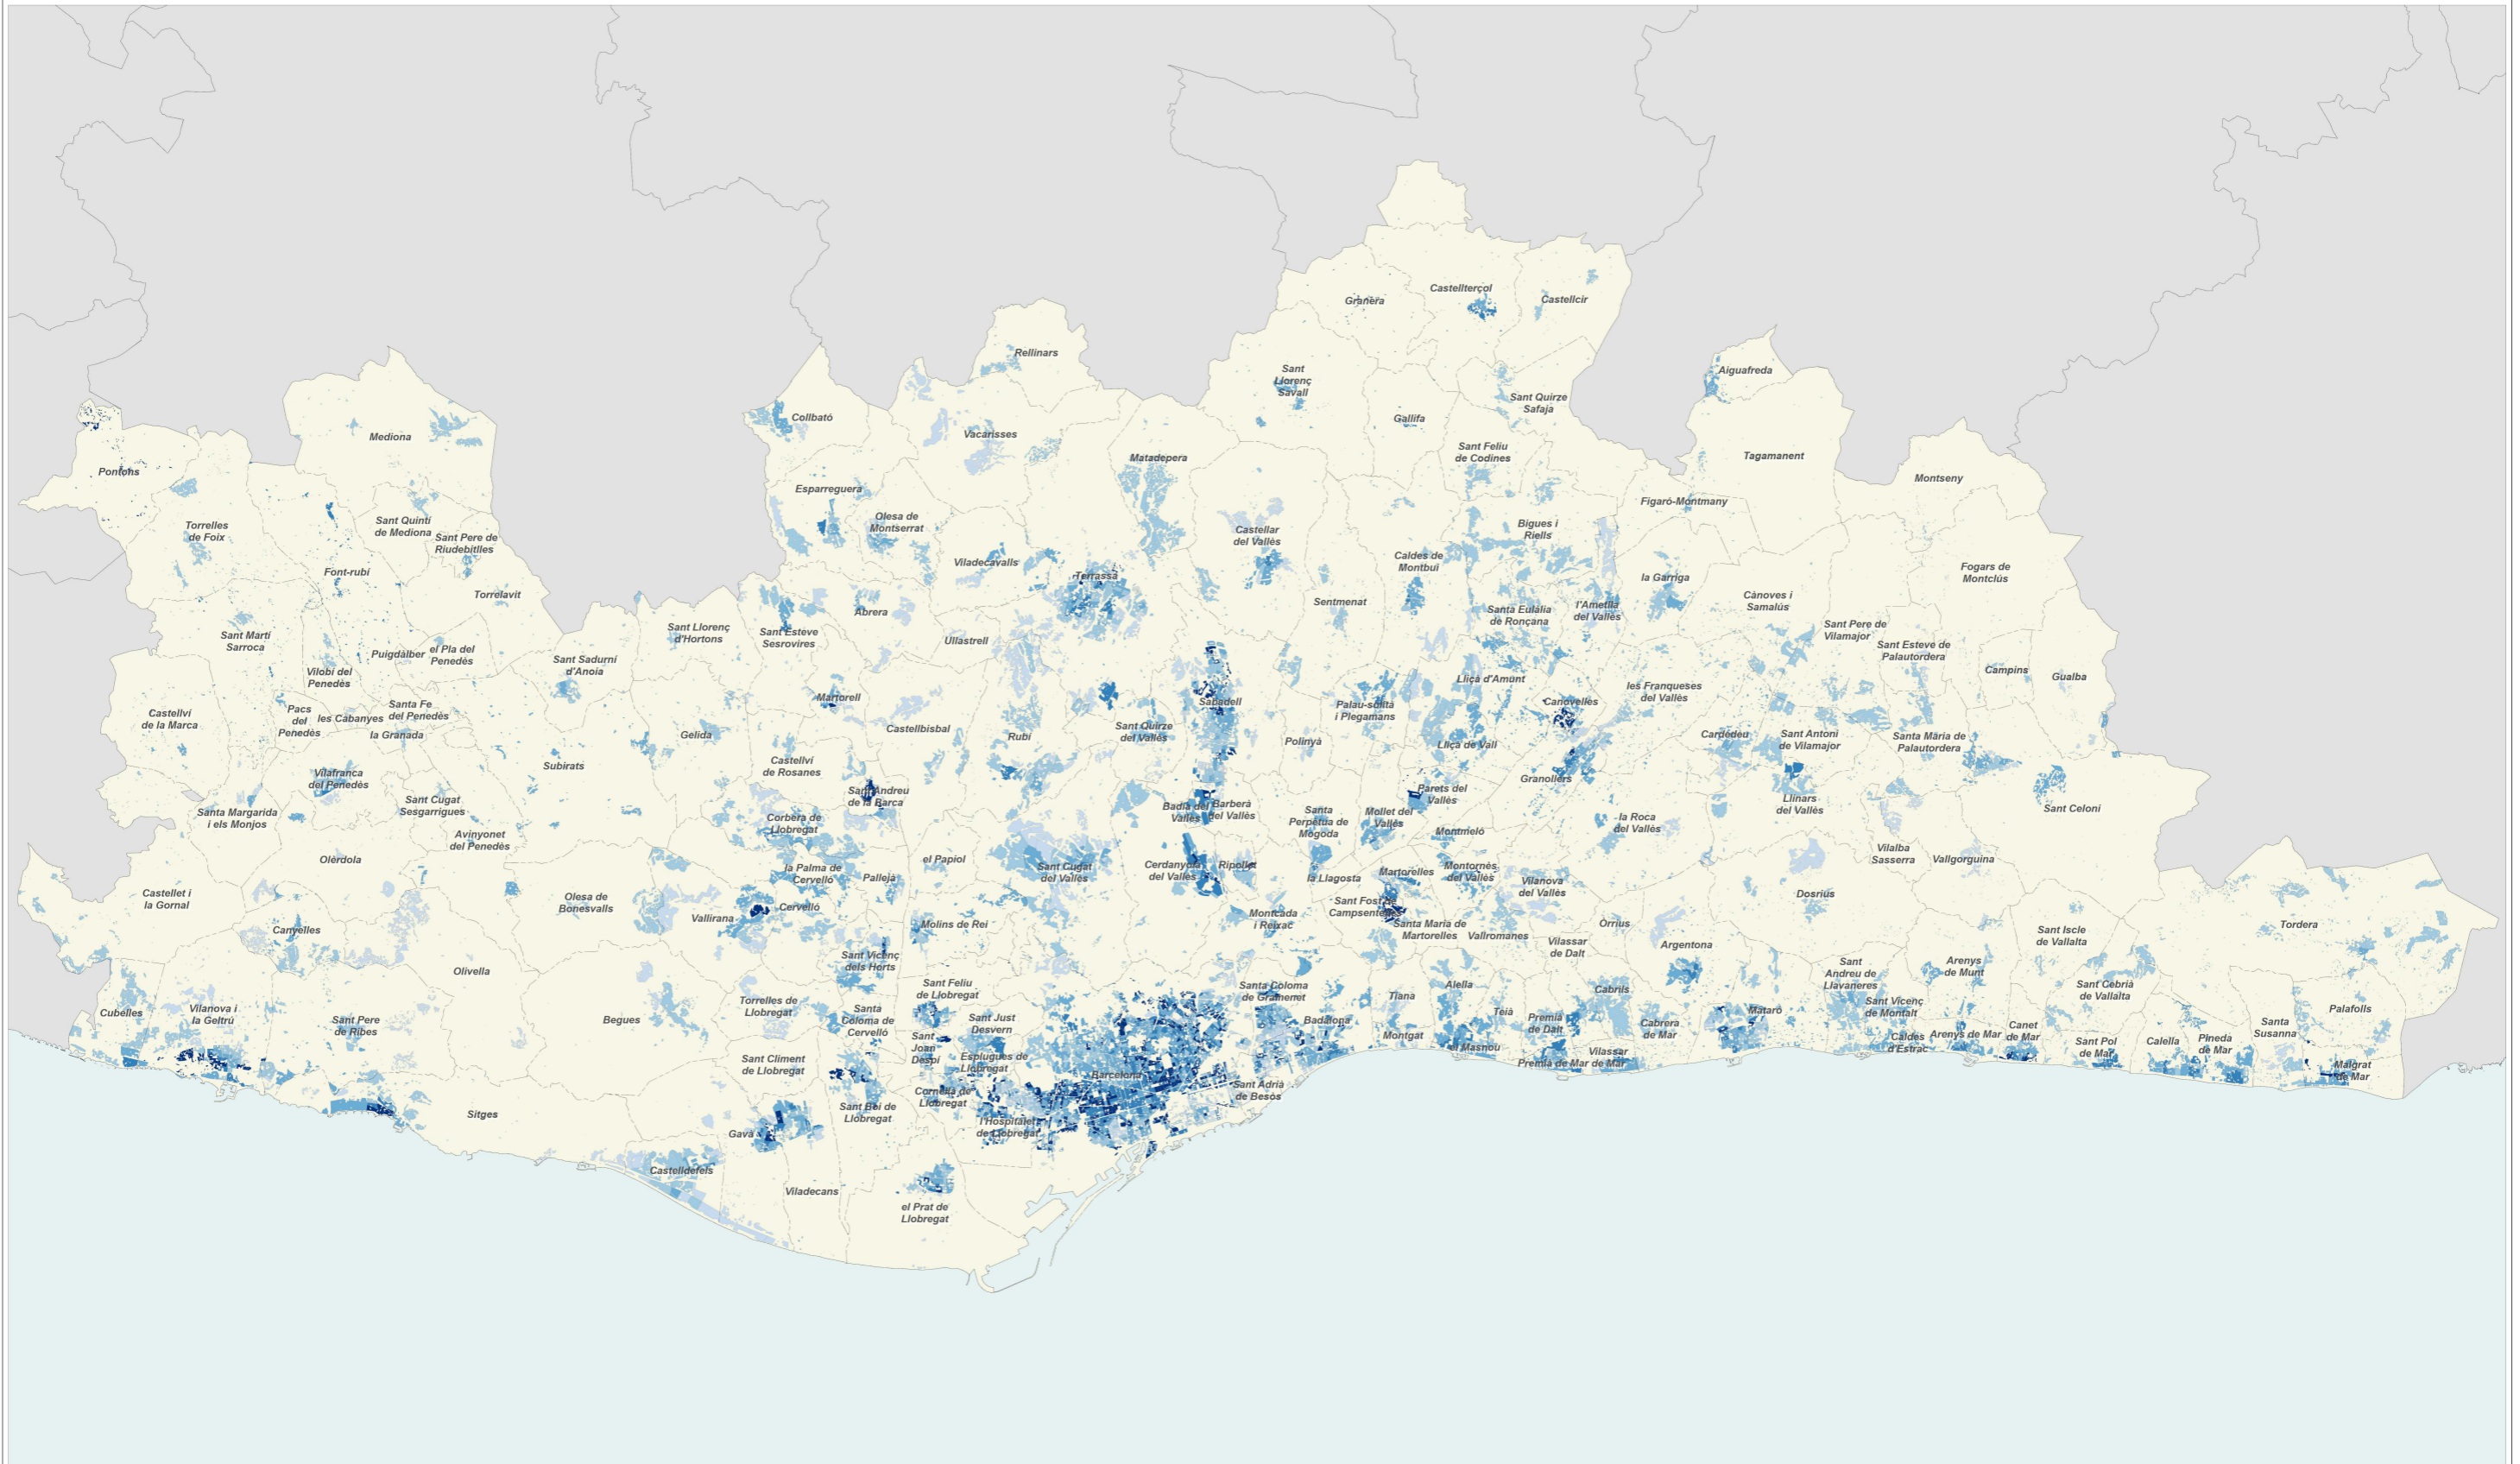 Granera
Castellterçol
Castellcir
Rellinars
Sant
Llorenç
Savall
Aiguafreda
Collbató
Sant Quirze
Safaja
Gallifa
Mediona
Vacarisses
Matadepera
Sant Feliu
de Codines
Tagamanent
Pontons
Montseny
Esparreguera
Figaró-Montmany
Torrelles
de Foix
Sant Quintí
de Mediona
Olesa de
Montserrat
Castellar
del Vallès
Bigues i
Riells
Sant Pere de
Riudebitlles
Viladecavalls
Caldes de
Montbui
Font-rubí
Terrassa
la Garriga
Fogars de
Montclús
Torrelavit
Abrera
Sentmenat
Santa Eulàlia
de Ronçana
l'Ametlla
del Vallès
Cànoves i
Samalús
Sant Martí
Sarroca
Sant Llorenç
d'Hortons
Sant Esteve
Sesrovires
Ullastrell
Sant Pere de
Vilamajor
Sant Esteve de
Palautordera
Puigdàlber
el Pla del
Penedès
Sant Sadurní
d'Anoia
Campins
Gualba
Vilobí del
Penedès
Lliçà d'Amunt
les Franqueses
del Vallès
Martorell
Sabadell
Palau-solità
i Plegamans
Canovelles
Castellví
de la Marca
Pacs
del
Penedès
les Cabanyes
Santa Fe
del Penedès
la Granada
Gelida
Castellbisbal
Rubí
Sant Quirze
del Vallès
Polinyà
Lliçà de Vall
Cardedeu
Sant Antoni
de Vilamajor
Santa Maria de
Palautordera
Subirats
Castellví
de Rosanes
Vilafranca
del Penedès
Granollers
Sant Cugat
Sesgarrigues
Sant Andreu
de la Barca
Badia del
Vallès
Barberà
del Vallès
Parets del
Vallès
Llinars
del Vallès
Sant Celoni
Santa Margarida
i els Monjos
Corbera de
Llobregat
Santa
Perpètua de
Mogoda
Mollet del
Vallès
Montmeló
la Roca
del Vallès
Avinyonet
del Penedès
Olèrdola
el Papiol
Vilalba
Sasserra
Vallgorguina
la Palma de
Cervelló
Pallejà
Sant Cugat
del Vallès
Cerdanyola
del Vallès
Ripollet
la Llagosta
Martorelles
Montornès
del Vallès
Vilanova
del Vallès
Castellet i
la Gornal
Olesa de
Bonesvalls
Dosrius
Vallirana
Cervelló
Sant Fost de
Campsentelles
Canyelles
Molins de Rei
Montcada
i Reixac
Santa Maria de
Martorelles
Vallromanes
Òrrius
Tordera
Sant Iscle
de Vallalta
Vilassar
de Dalt
Argentona
Sant Vicenç
dels Horts
Olivella
Sant
Andreu de
Llavaneres
Arenys
de Munt
Sant Feliu
de Llobregat
Santa Coloma
de Gramenet
Alella
Cabrils
Sant Cebrià
de Vallalta
Tiana
Cubelles
Vilanova i
la Geltrú
Sant Pere
de Ribes
Begues
Torrelles de
Llobregat
Santa
Coloma de
Cervelló
Sant Just
Desvern
Badalona
Teià
Premià
de Dalt
Cabrera
de Mar
Mataró
Sant Vicenç
de Montalt
Palafolls
Montgat
Caldes
d'Estrac
Arenys de Mar
Canet
de Mar
Santa
Susanna
Sant
Joan
Despí
Esplugues de
Llobregat
el Masnou
Sant Pol
de Mar
Calella
Pineda
de Mar
Sant Climent
de Llobregat
Premià de Mar
Vilassar
de Mar
Malgrat
de Mar
Barcelona
Sant Adrià
de Besòs
Cornellà de
Llobregat
Sitges
Sant Boi de
Llobregat
Gavà
l'Hospitalet
de Llobregat
Castelldefels
Viladecans
el Prat de
Llobregat